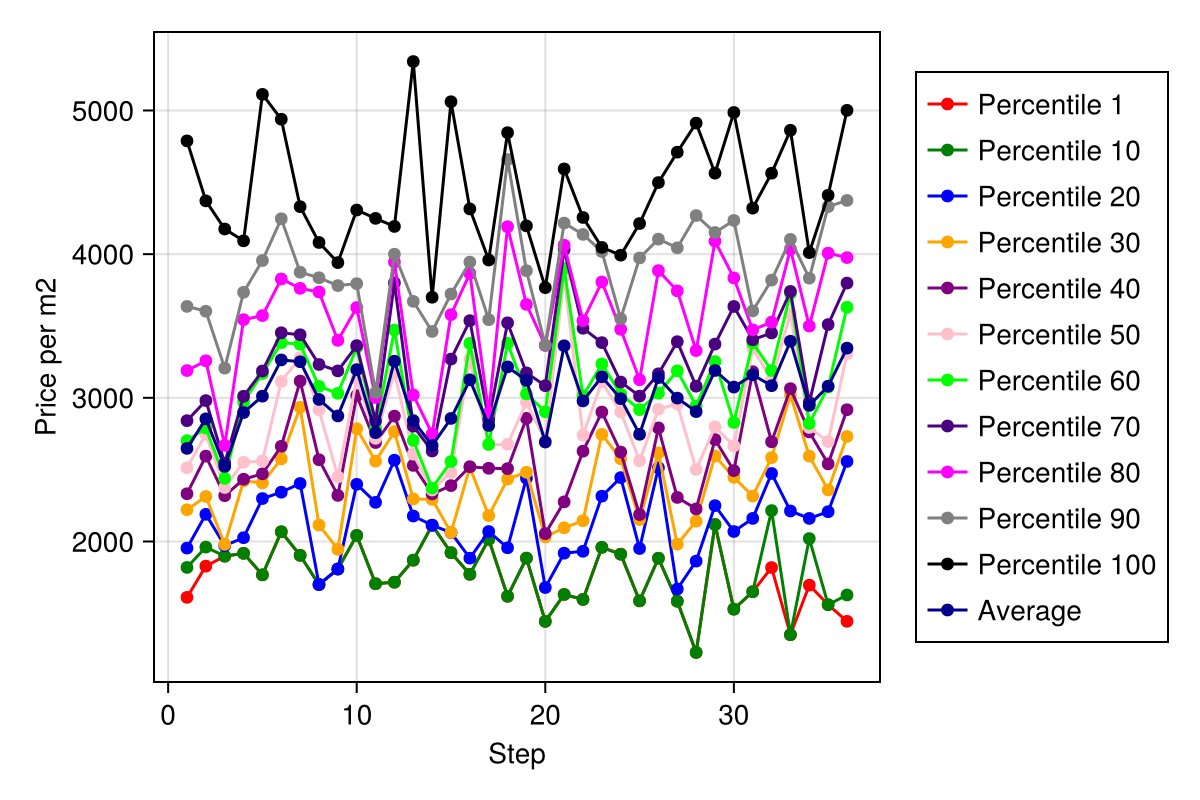 5000
4000
3000
2000
Price per m2
0
10
20
30
Step
Percentile 1
Percentile 10
Percentile 20
Percentile 30
Percentile 40
Percentile 50
Percentile 60
Percentile 70
Percentile 80
Percentile 90
Percentile 100
Average